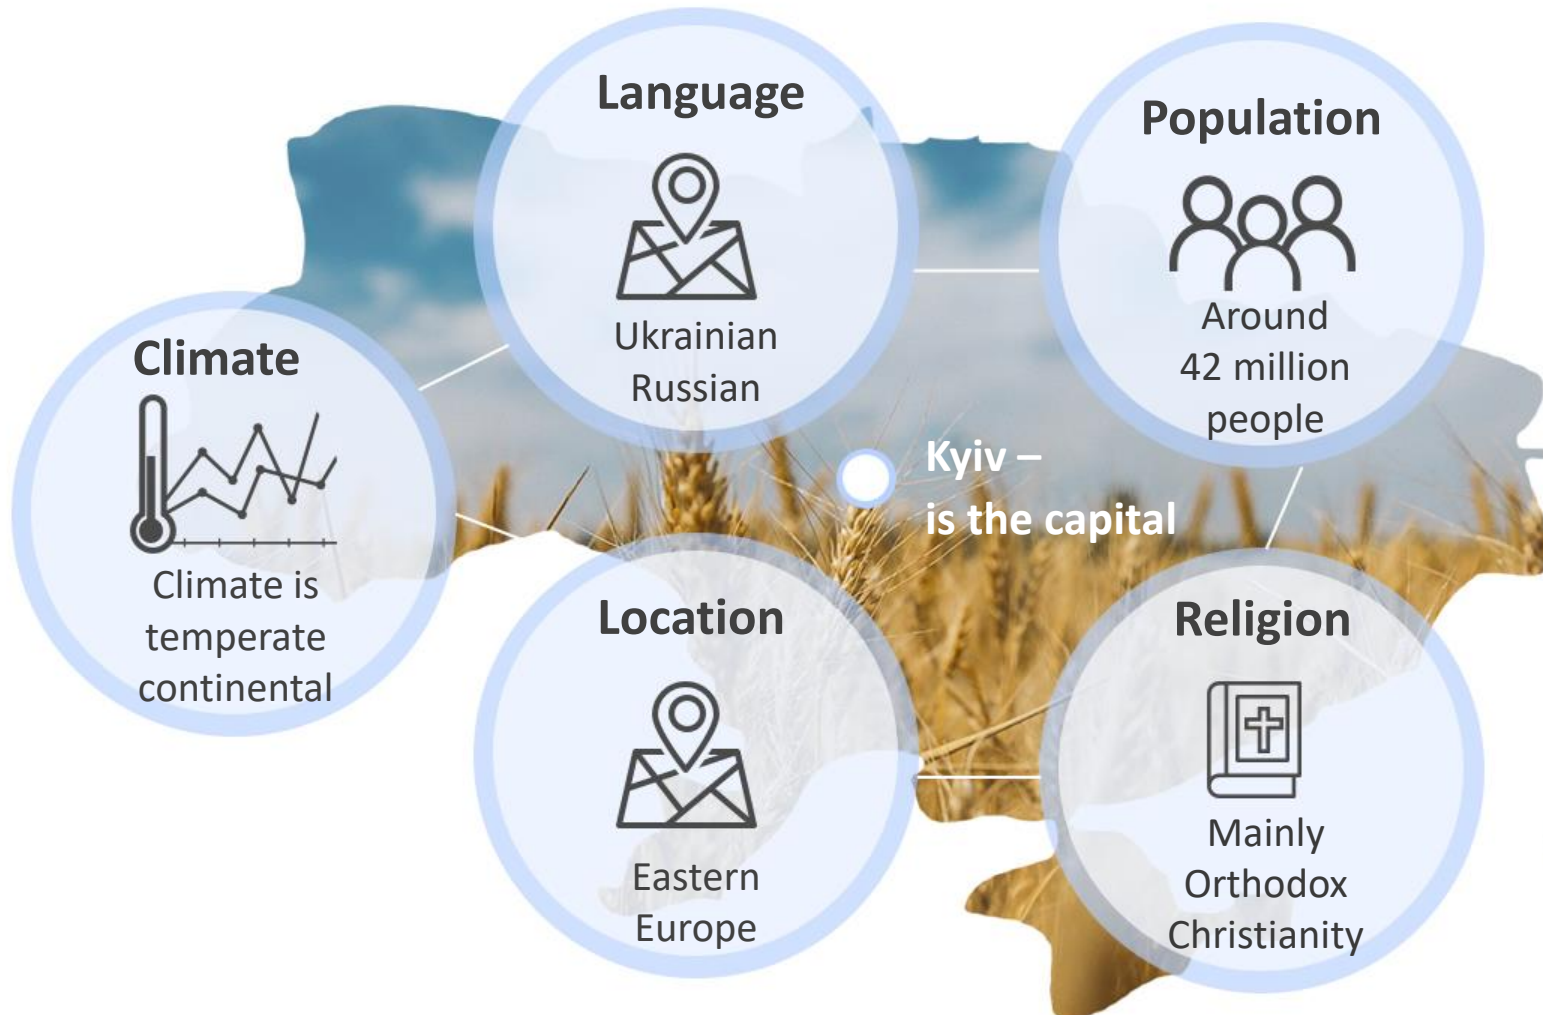 Language
Ukrainian
Russian
Population
Around
42 million
people
Climate
Climate is
temperate
continental
Kyiv –
is the capital
Location
Eastern
Europe
Religion
Mainly
Orthodox
Christianity